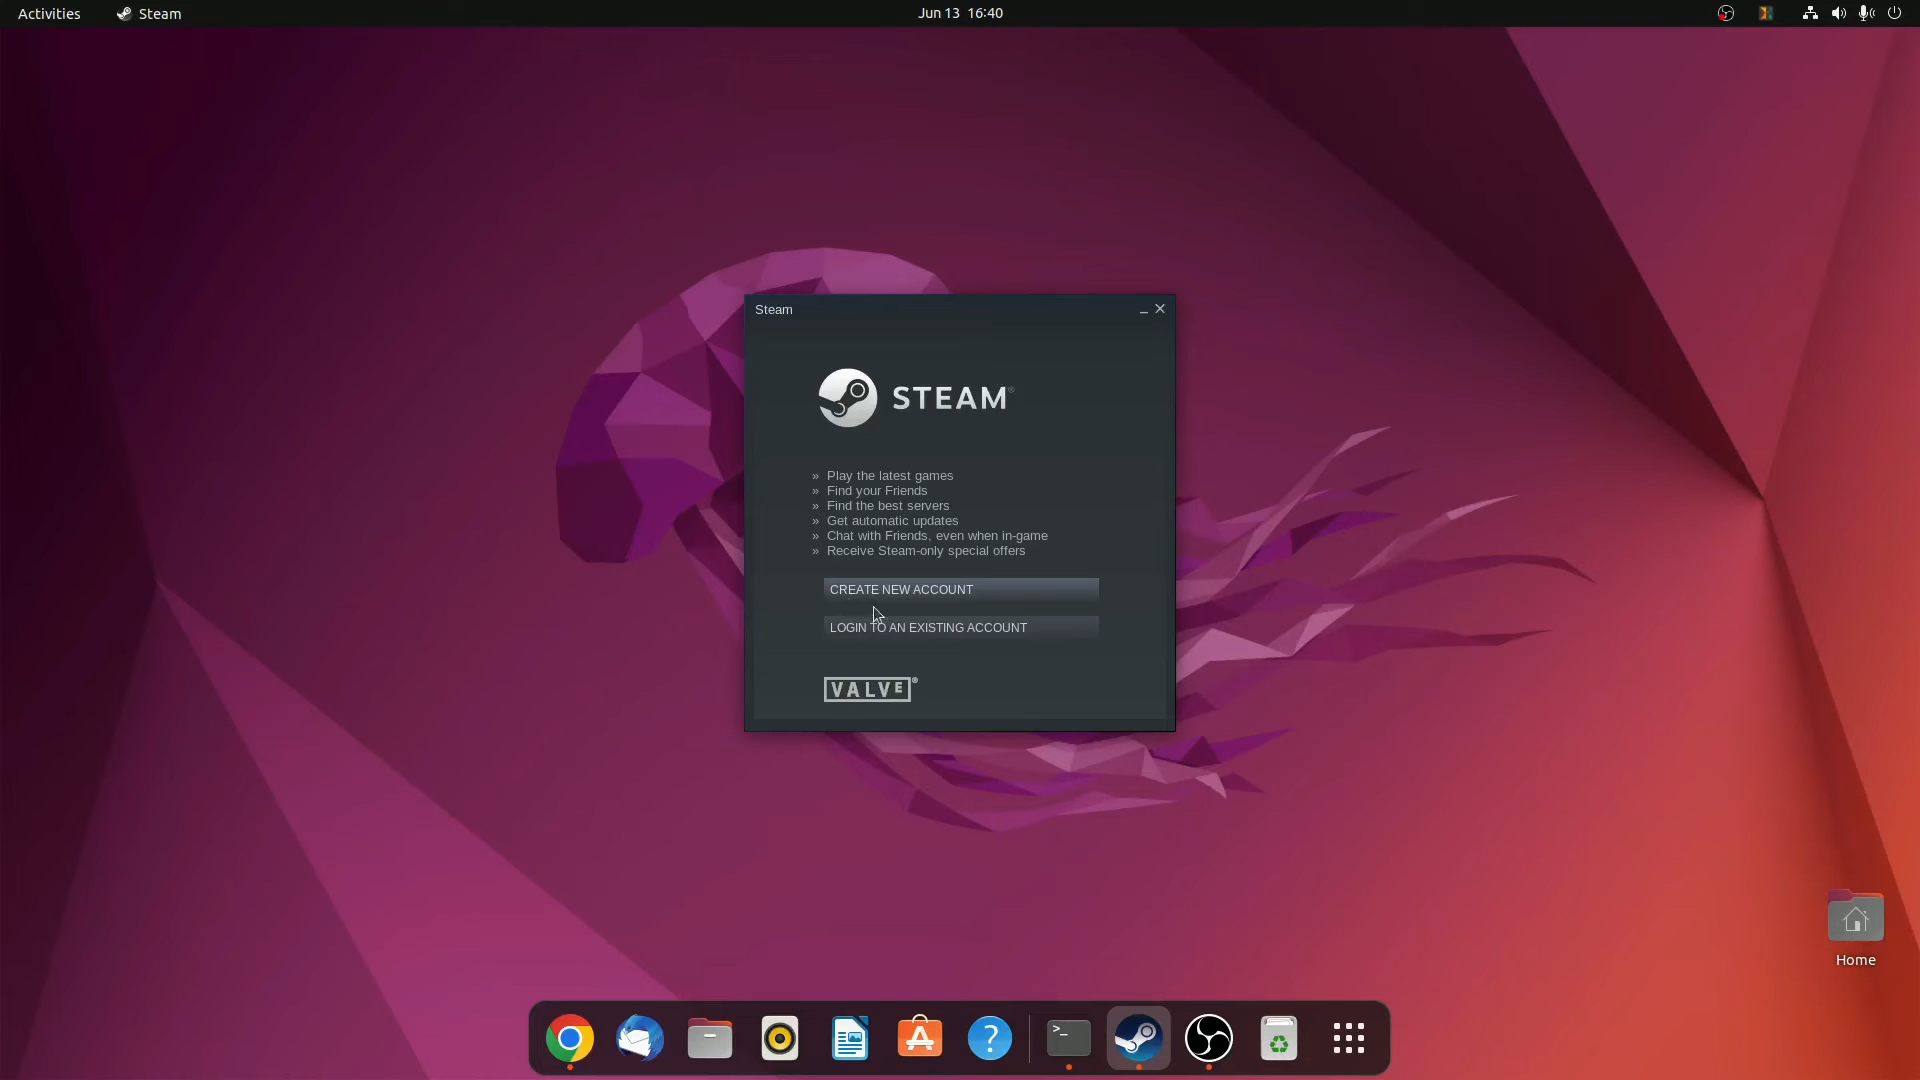 Activities
Steam
Jun 13 16:40
Steam
STEAM®
» Play the latest games
» Find your Friends
» Find the best servers
» Get automatic updates
» Chat with Friends, even when in-game
» Receive Steam-only special offers
CREATE NEW ACCOUNT
LOGIN TO AN EXISTING ACCOUNT
VALVE®
Home
>_
?